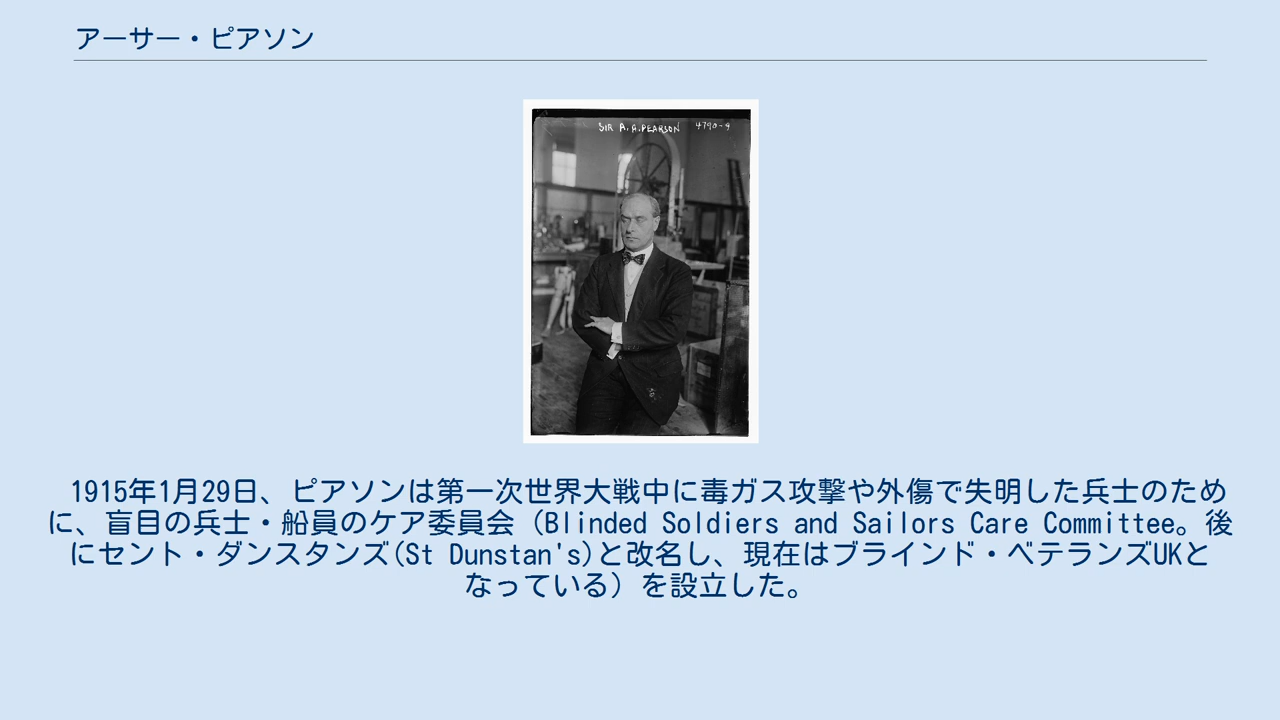 アーサー・ピアソン
SIR A. A. PEARSON 4790-9
1915年1月29日、ピアソンは第一次世界大戦中に毒ガス攻撃や外傷で失明した兵士のため
に、盲目の兵士・船員のケア委員会（Blinded Soldiers and Sailors Care Committee。後
にセント・ダンスタンズ(St Dunstan's)と改名し、現在はブラインド・ベテランズUKと
なっている）を設立した。